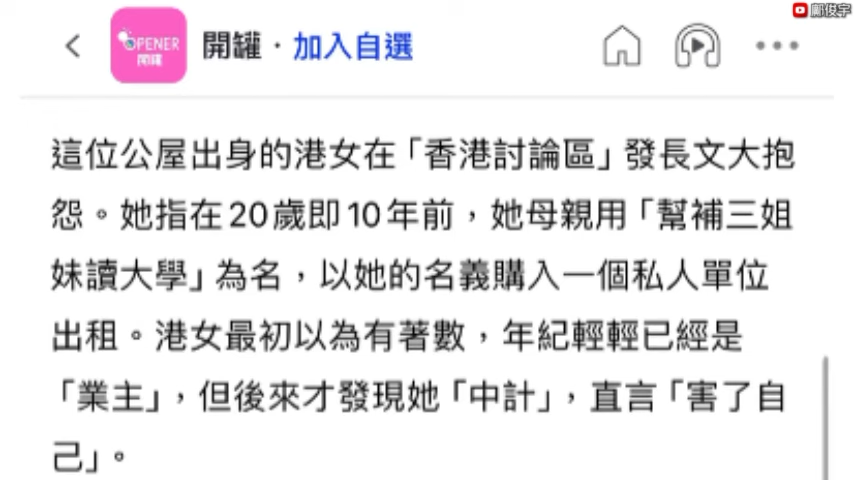 鄺俊宇
OPENER
開罐
開罐·加入自選
這位公屋出身的港女在「香港討論區」發長文大抱
怨。她指在20歲即10年前，她母親用「幫補三姐
妹讀大學」為名，以她的名義購入一個私人單位
出租。港女最初以為有著數，年紀輕輕已經是
「業主」，但後來才發現她「中計」，直言「害了自
己」。